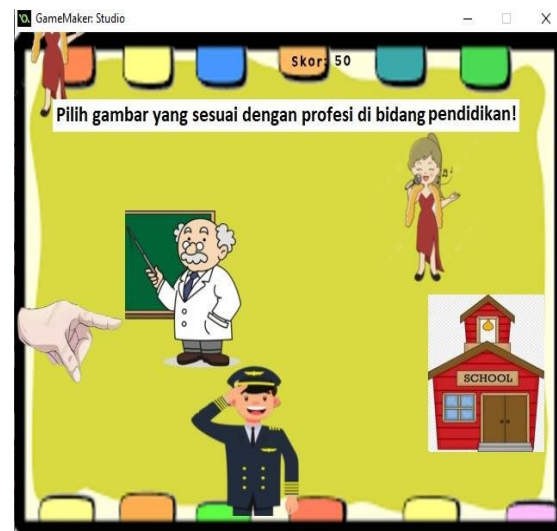 GameMaker: Studio
Skor: 50
Pilih gambar yang sesuai dengan profesi di bidang pendidikan!
SCHOOL